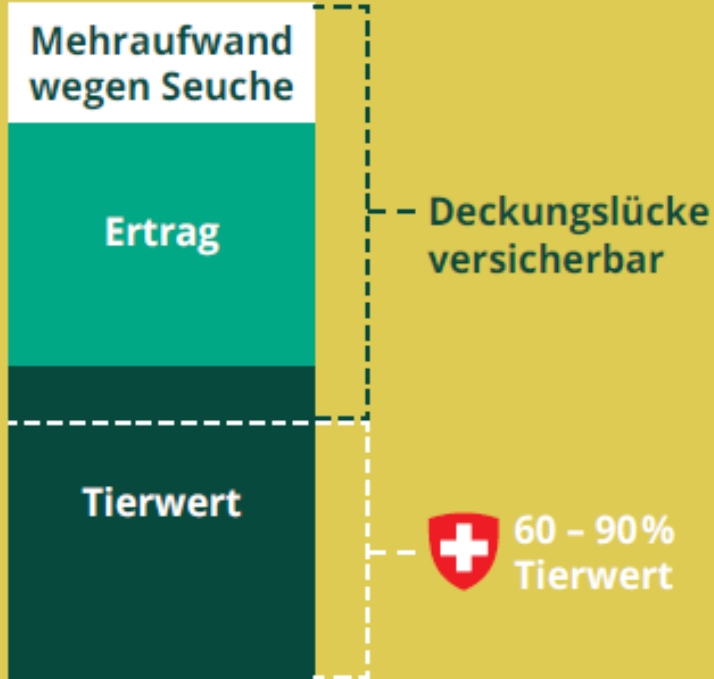 Mehraufwand
wegen Seuche
Ertrag
Deckungslücke
versicherbar
Tierwert
60 – 90%
Tierwert